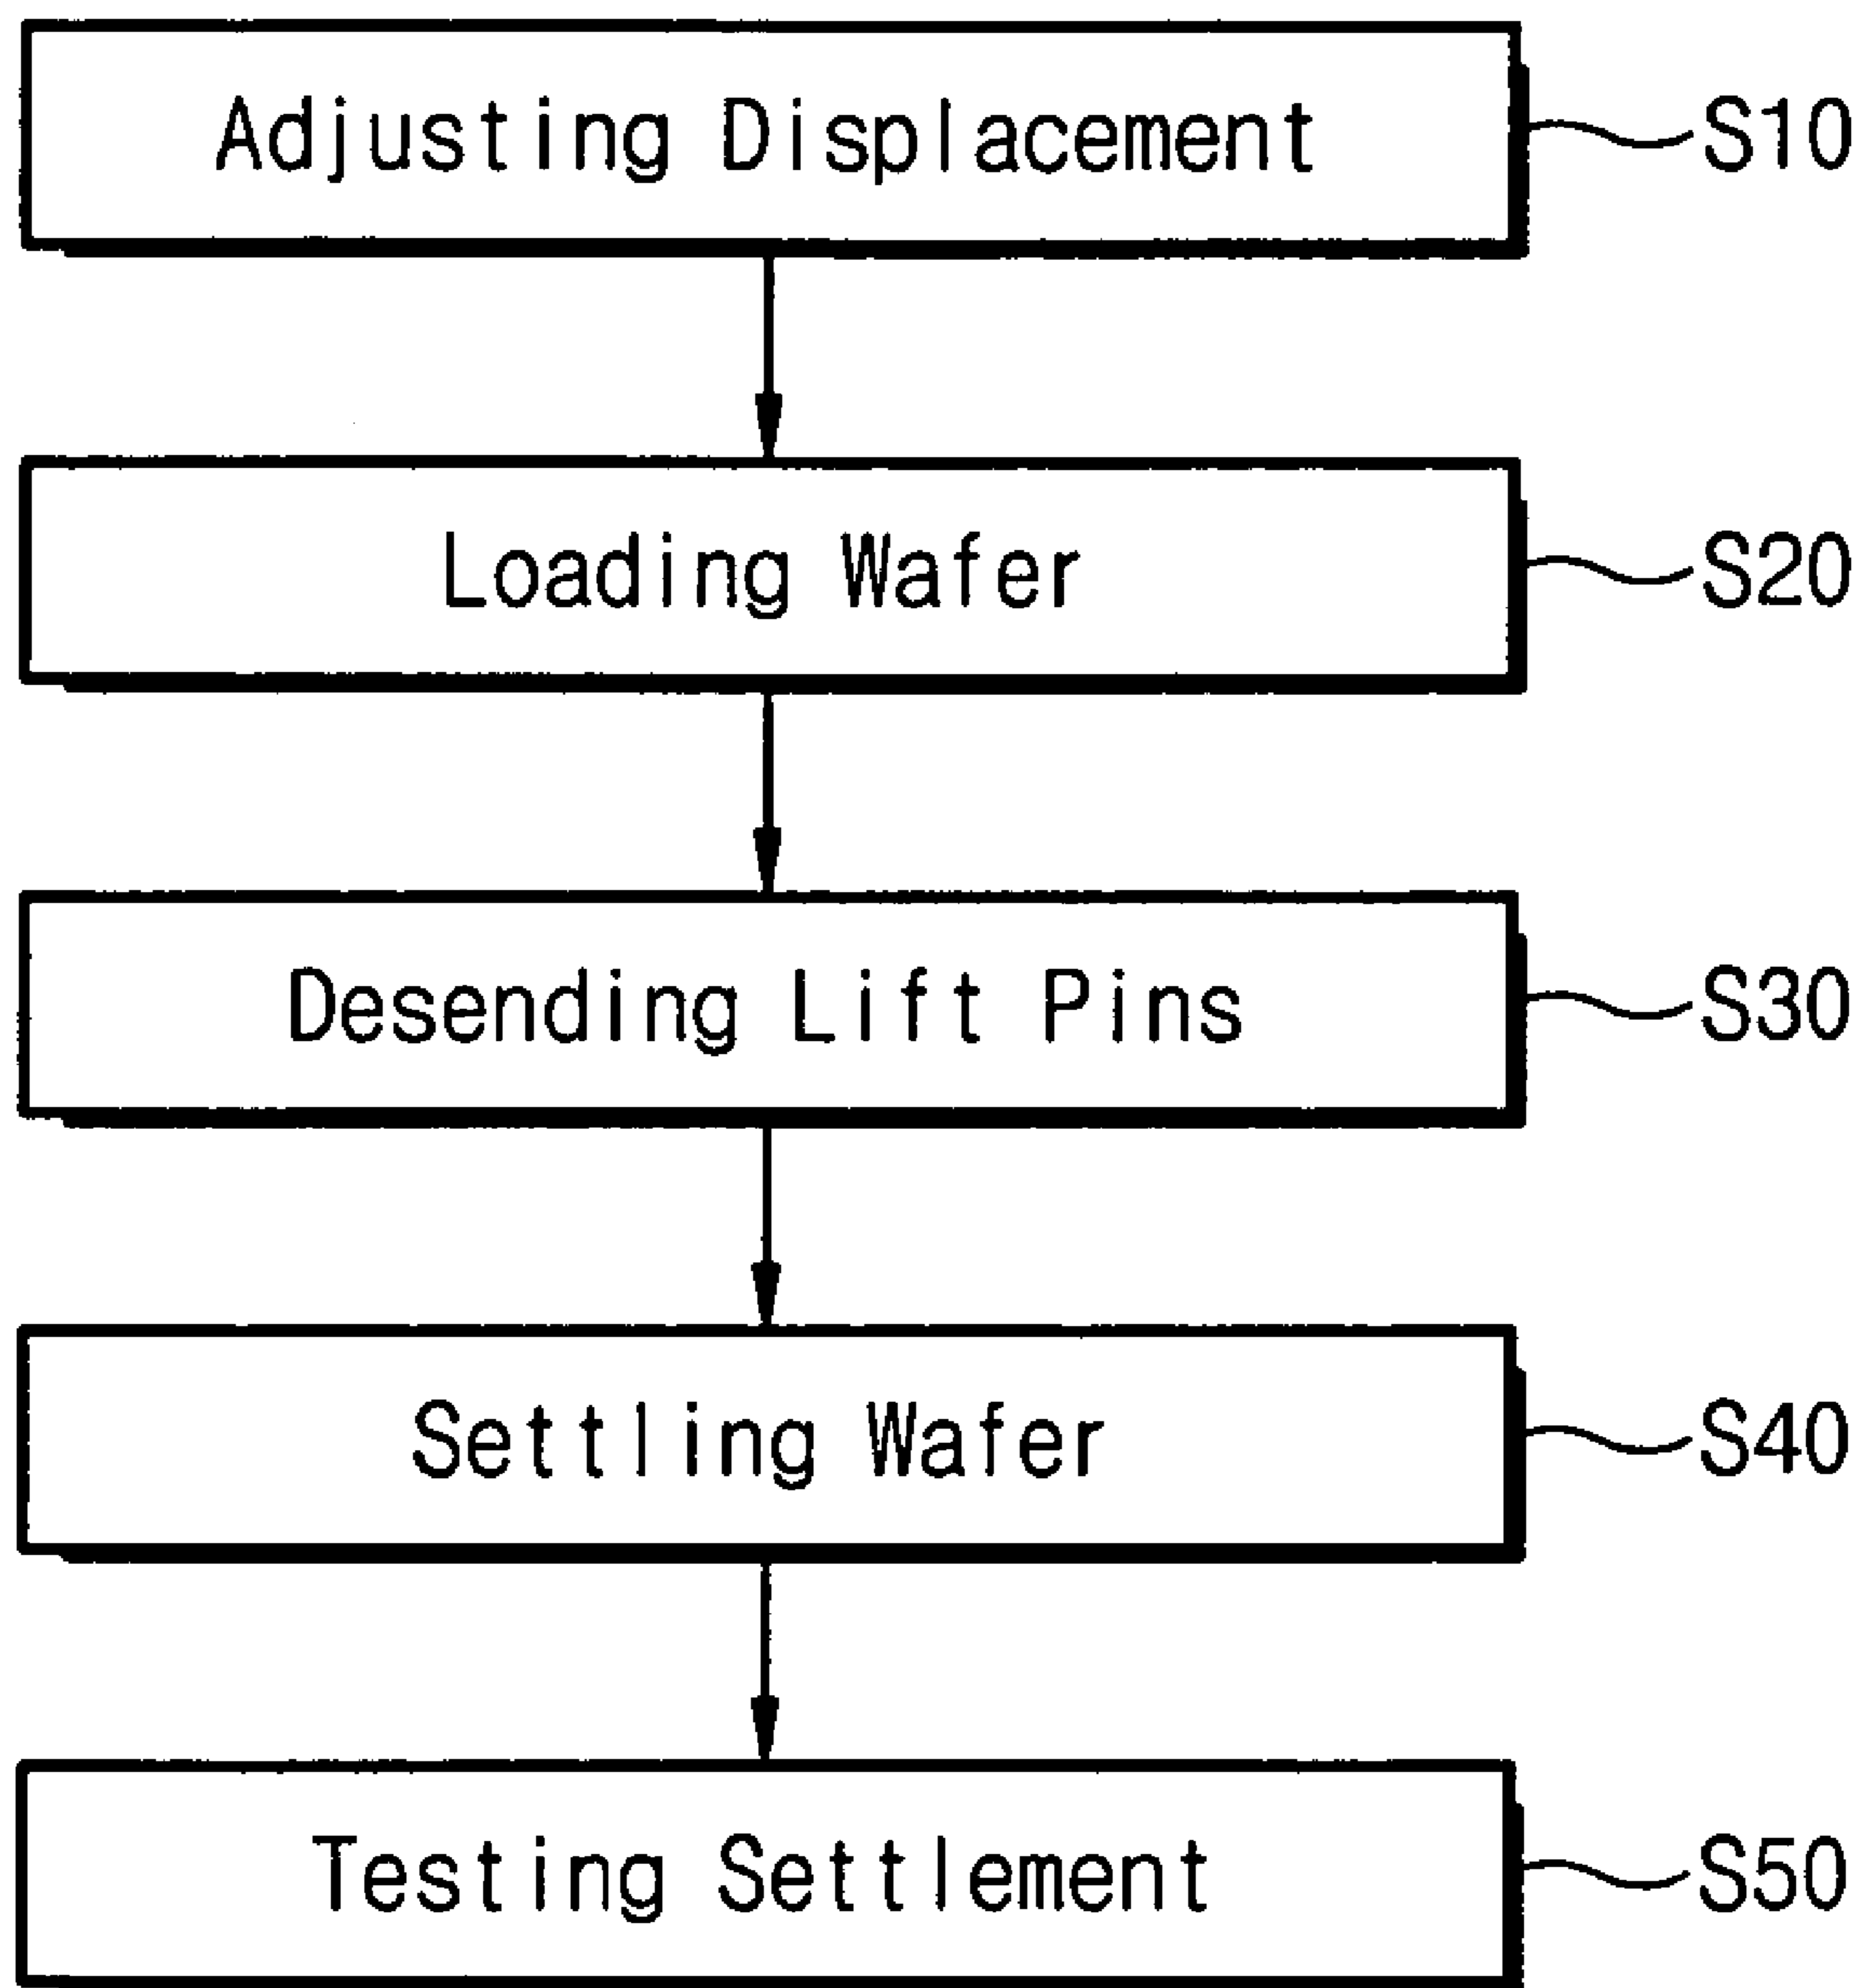 Adjusting Displacement S10
Loading Wafer S20
Desending Lift Pins S30
Settling Wafer S40
Testing Settlement S50